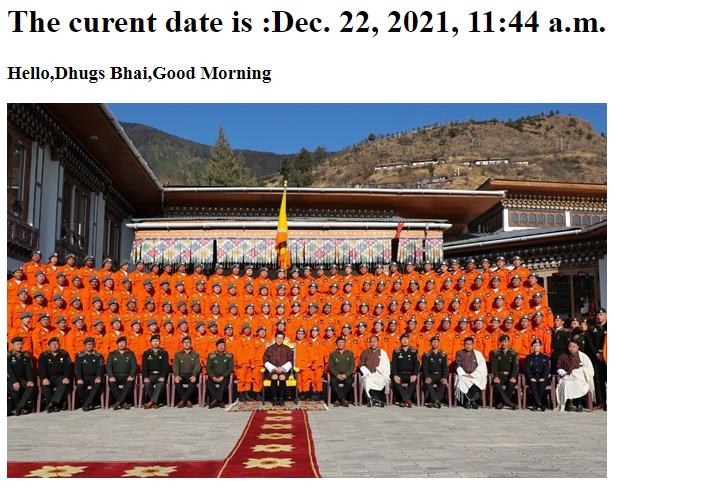 The curent date is :Dec. 22, 2021, 11:44 a.m.
Hello,Dhugs Bhai,Good Morning